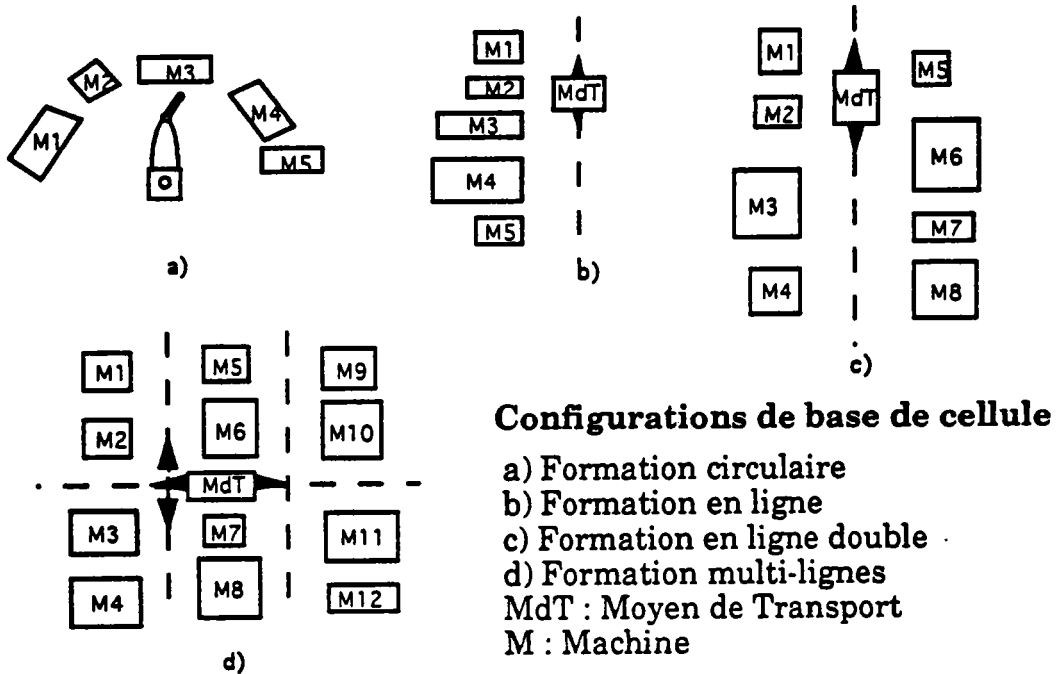 M1
M2
M3
M4
M5
a)
M1
M2
M3
M4
M5
MdT
b)
M1
M2
M3
M4
MdT
M5
M6
M7
M8
c)
M1
M2
M3
M4
M5
M6
MdT
M7
M8
M9
M10
M11
M12
d)
Configurations de base de cellule
a) Formation circulaire
b) Formation en ligne
c) Formation en ligne double
d) Formation multi-lignes
MdT : Moyen de Transport
M : Machine